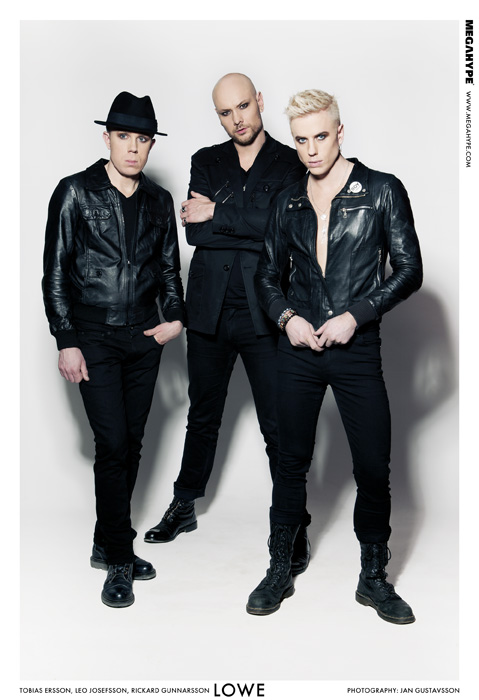 MEGAHYPE WWW.MEGAHYPE.COM
TOBIAS ERSSON, LEO JOSEFSSON, RICKARD GUNNARSSON LOWE PHOTOGRAPHY: JAN GUSTAVSSON